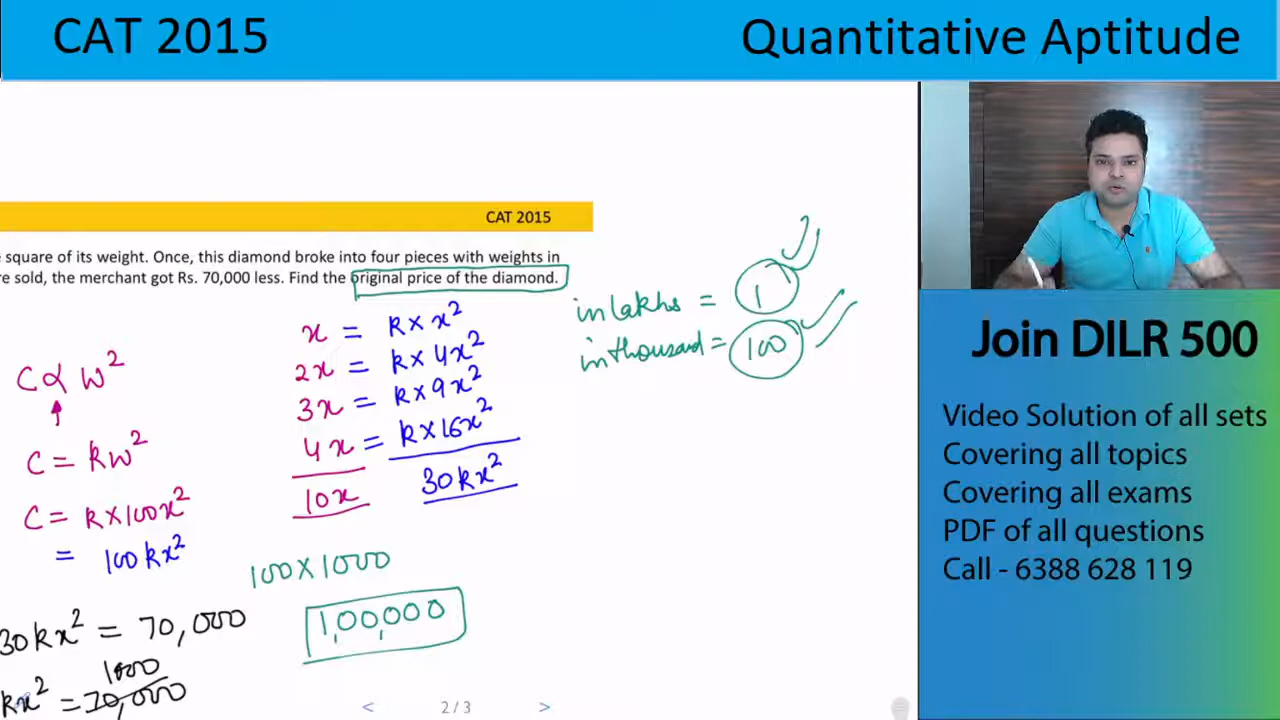 CAT 2015
Quantitative Aptitude
CAT 2015
e square of its weight. Once, this diamond broke into four pieces with weights in
re sold, the merchant got Rs. 70,000 less. Find the original price of the diamond.
C ∝ w²
C = kw²
C = k×100x²
= 100kx²
30kx² = 70,000
1000
kx² = 70,000
x = k×x²
2x = k×4x²
3x = k×9x²
4x = k×16x²
10x 30kx²
100×1000
1,00,000
in lakhs = 1
in thousand = 100
2 / 3
Join DILR 500
Video Solution of all sets
Covering all topics
Covering all exams
PDF of all questions
Call - 6388 628 119